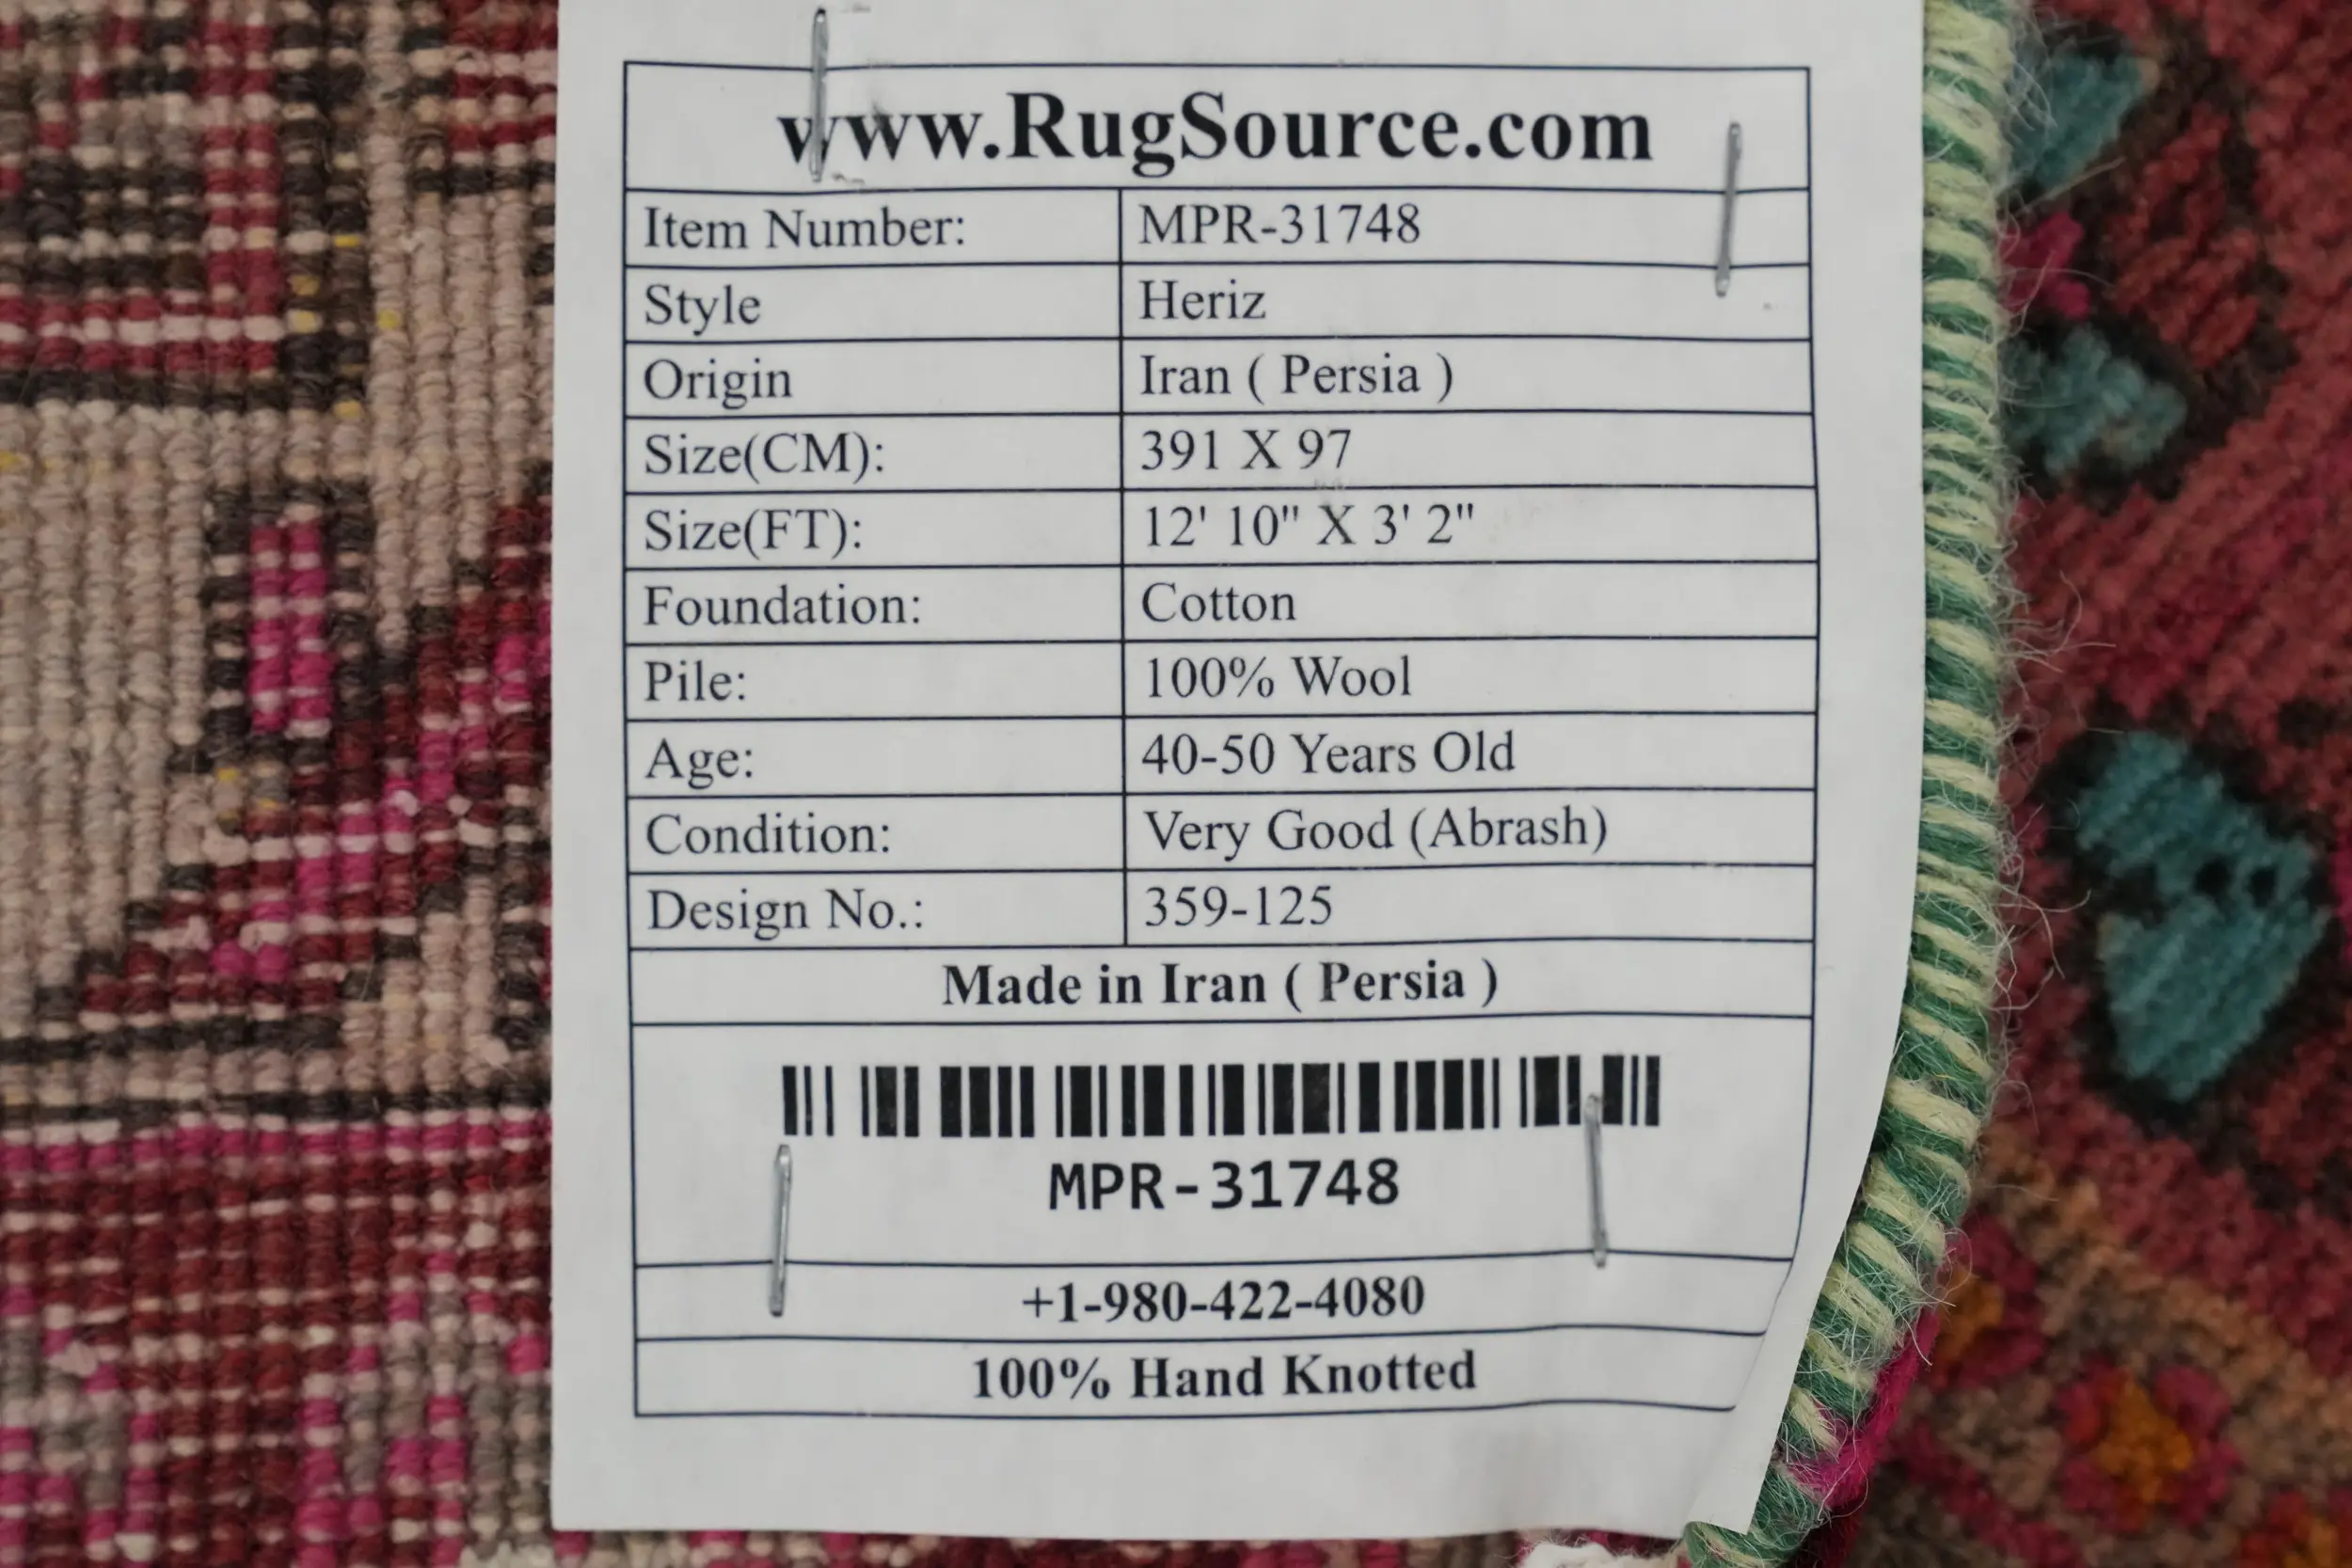 www.RugSource.com
Item Number: MPR-31748
Style Heriz
Origin Iran ( Persia )
Size(CM): 391 X 97
Size(FT): 12' 10" X 3' 2"
Foundation: Cotton
Pile: 100% Wool
Age: 40-50 Years Old
Condition: Very Good (Abrash)
Design No.: 359-125
Made in Iran ( Persia )
MPR-31748
+1-980-422-4080
100% Hand Knotted